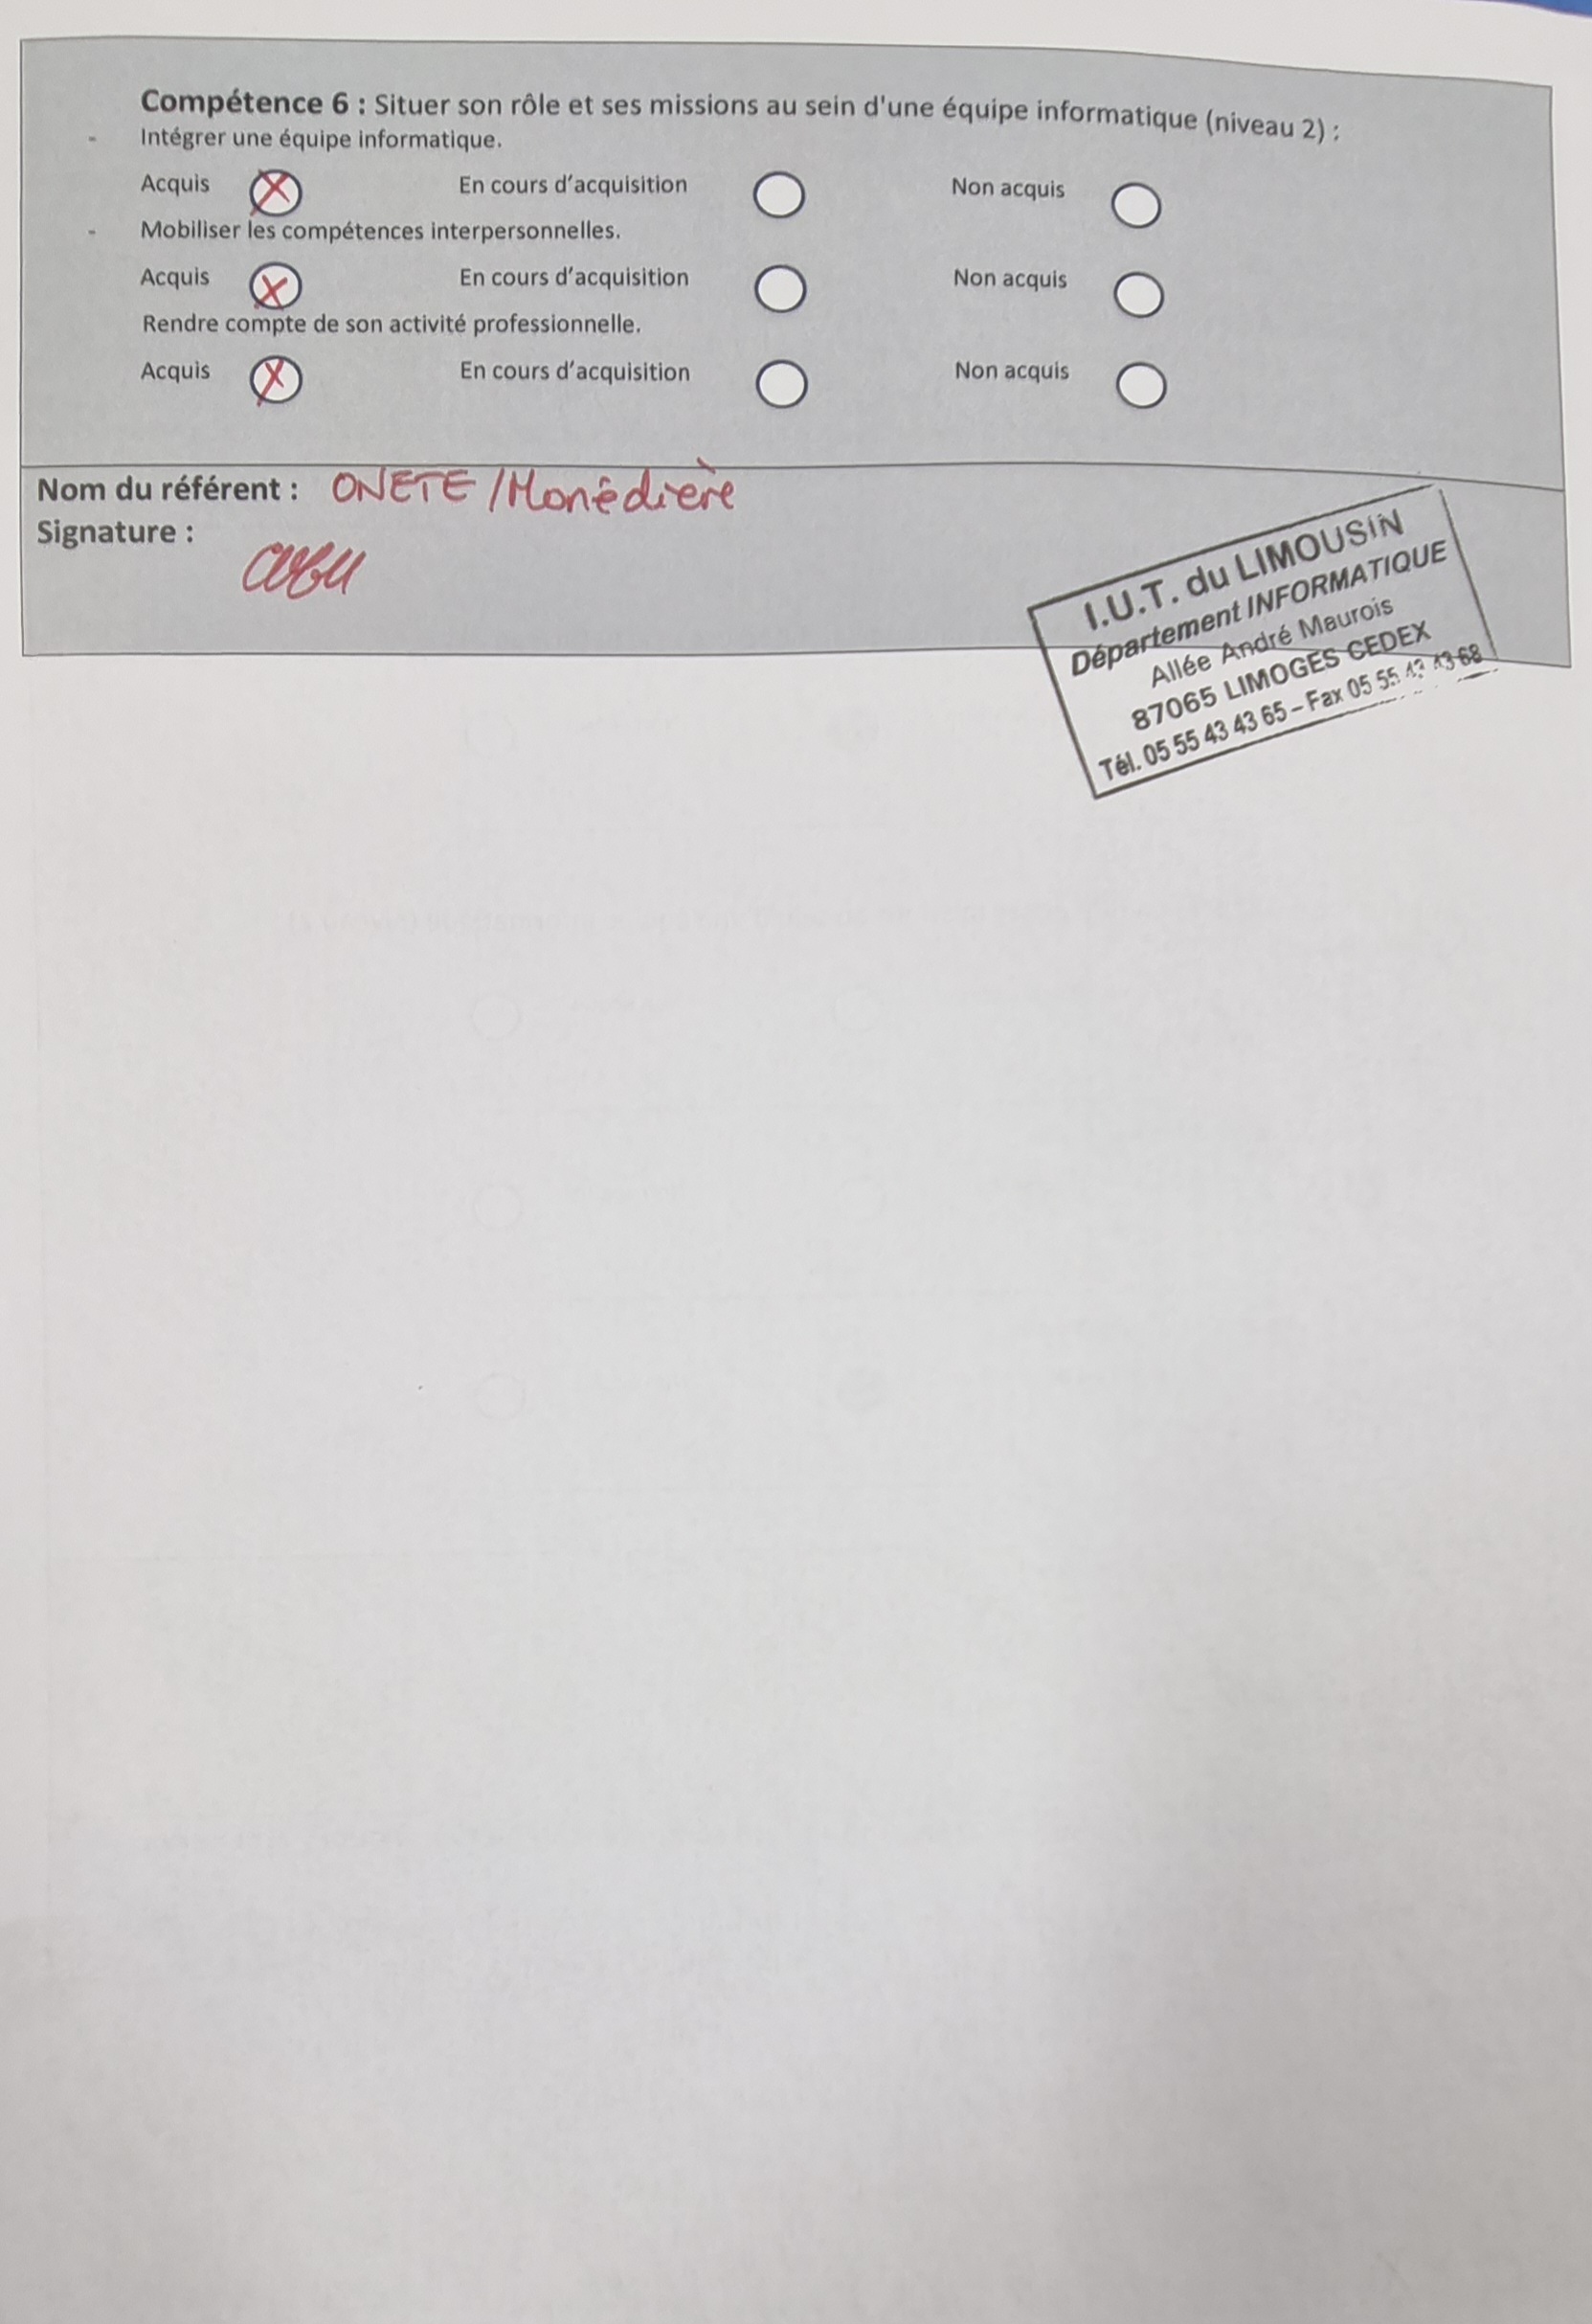 Compétence 6 : Situer son rôle et ses missions au sein d'une équipe informatique (niveau 2) :
- Intégrer une équipe informatique.
Acquis En cours d'acquisition Non acquis
- Mobiliser les compétences interpersonnelles.
Acquis En cours d'acquisition Non acquis
Rendre compte de son activité professionnelle.
Acquis En cours d'acquisition Non acquis
Nom du référent : ONETE / Monédière
Signature :
I.U.T. du LIMOUSIN
Département INFORMATIQUE
Allée André Maurois
87065 LIMOGES CEDEX
Tél. 05 55 43 43 65 – Fax 05 55 43 43 68